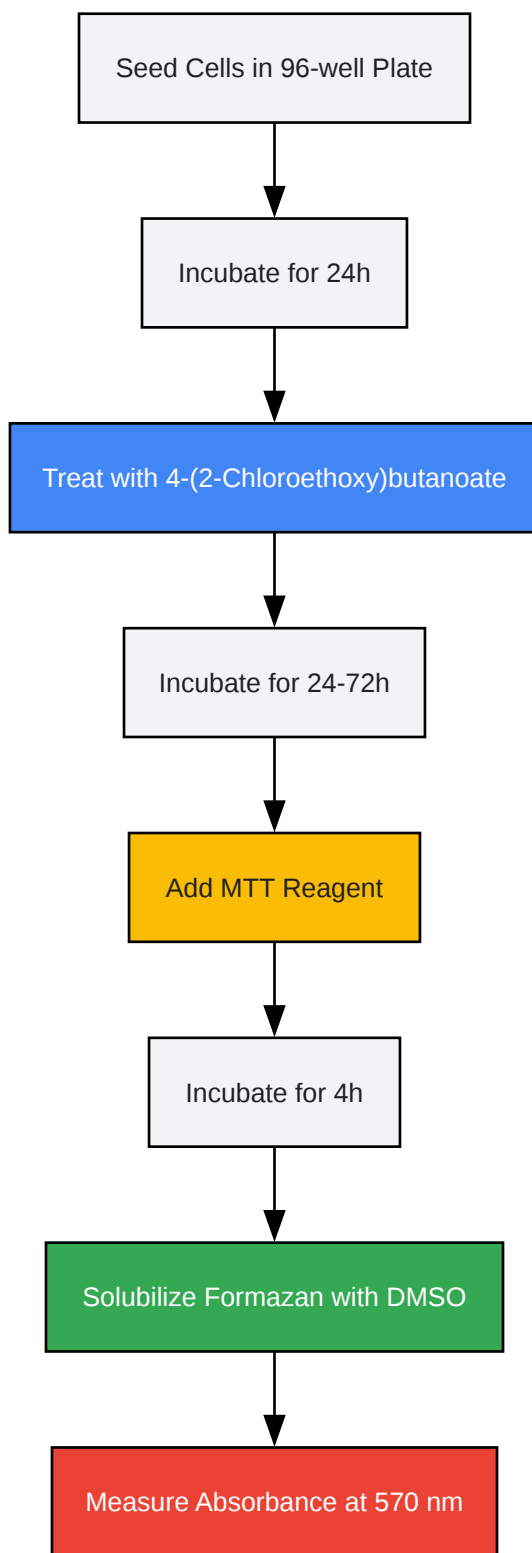 Seed Cells in 96-well Plate
Incubate for 24h
Treat with 4-(2-Chloroethoxy)butanoate
Incubate for 24-72h
Add MTT Reagent
Incubate for 4h
Solubilize Formazan with DMSO
Measure Absorbance at 570 nm